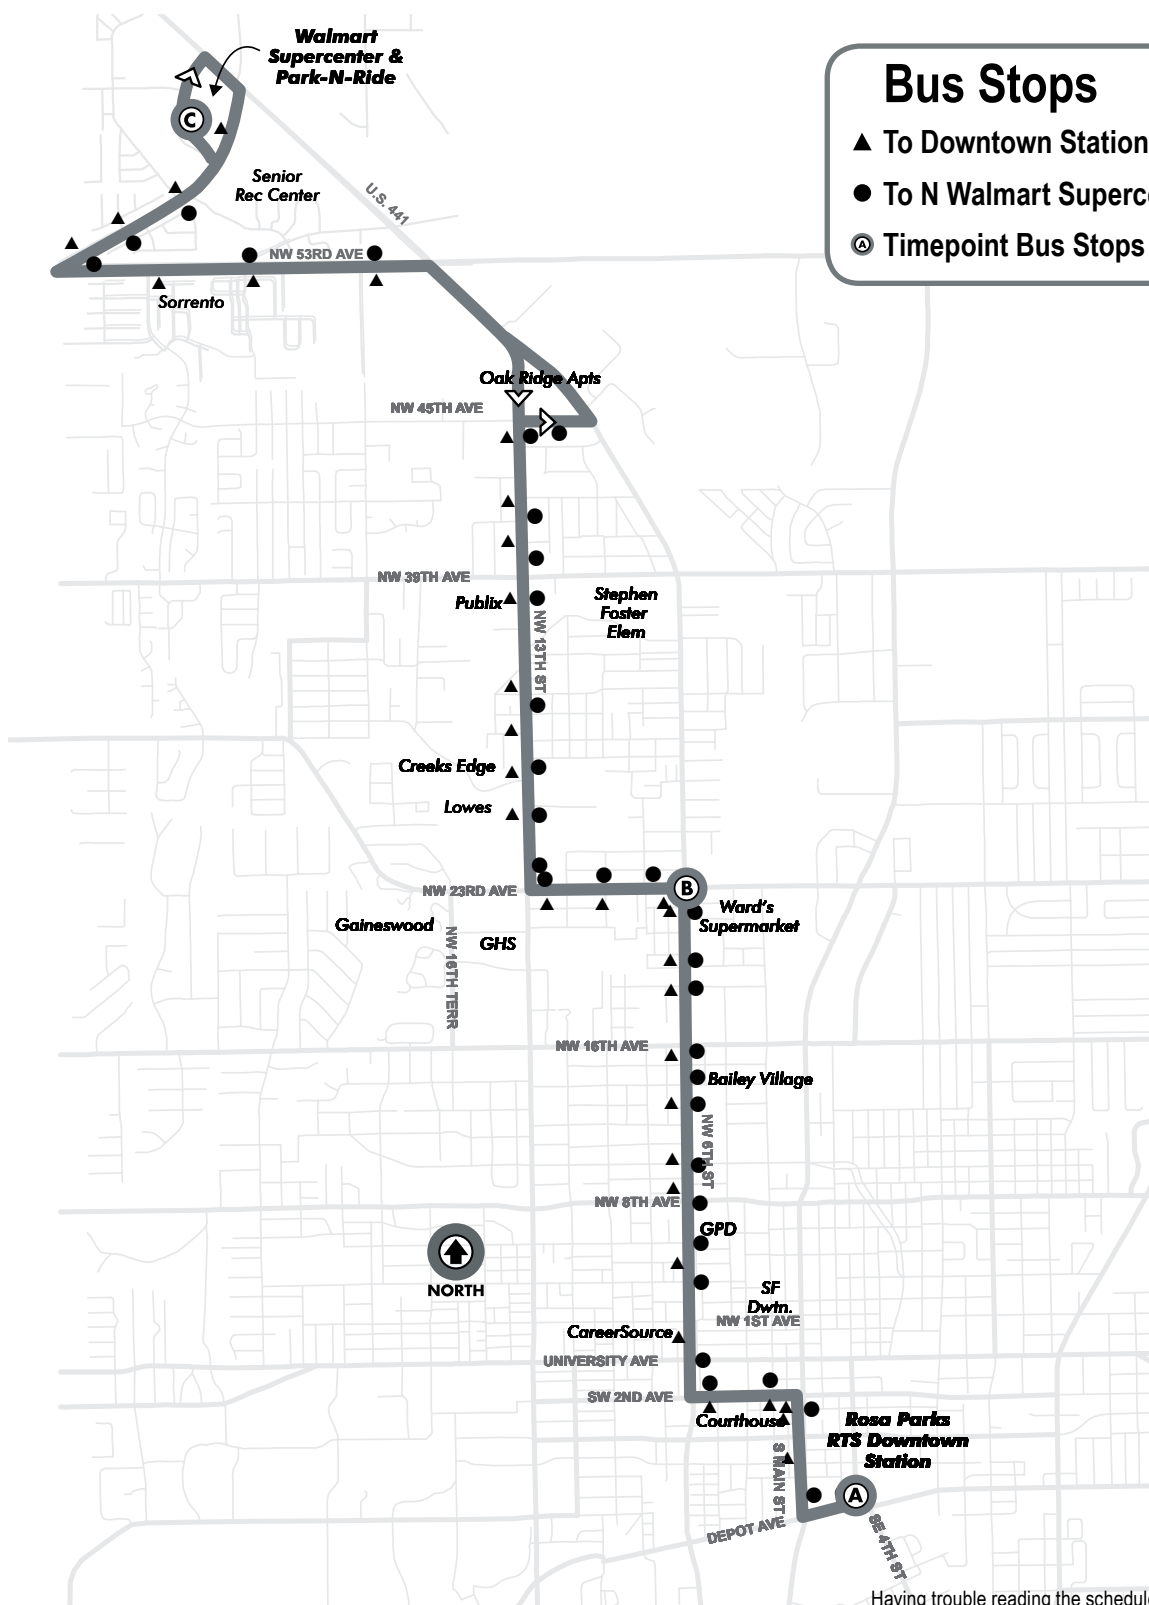 Walmart
Supercenter &
Park-N-Ride
Bus Stops
To Downtown Station
To N Walmart Superc
A Timepoint Bus Stops
C
Senior
Rec Center
U.S. 441
NW 53RD AVE
Sorrento
Oak Ridge Apts
NW 45TH AVE
NW 39TH AVE
Publix
Stephen
Foster
Elem
NW 13TH ST
Creeks Edge
Lowes
NW 23RD AVE
B
Ward's
Supermarket
Gaineswood
GHS
NW 16TH TERR
NW 16TH AVE
Bailey Village
NW 6TH ST
NW 8TH AVE
GPD
NORTH
SF
Dwtn.
NW 1ST AVE
CareerSource
UNIVERSITY AVE
SW 2ND AVE
Courthouse
Rosa Parks
RTS Downtown
Station
S MAIN ST
A
DEPOT AVE
SE 4TH ST
Having trouble reading the schedule